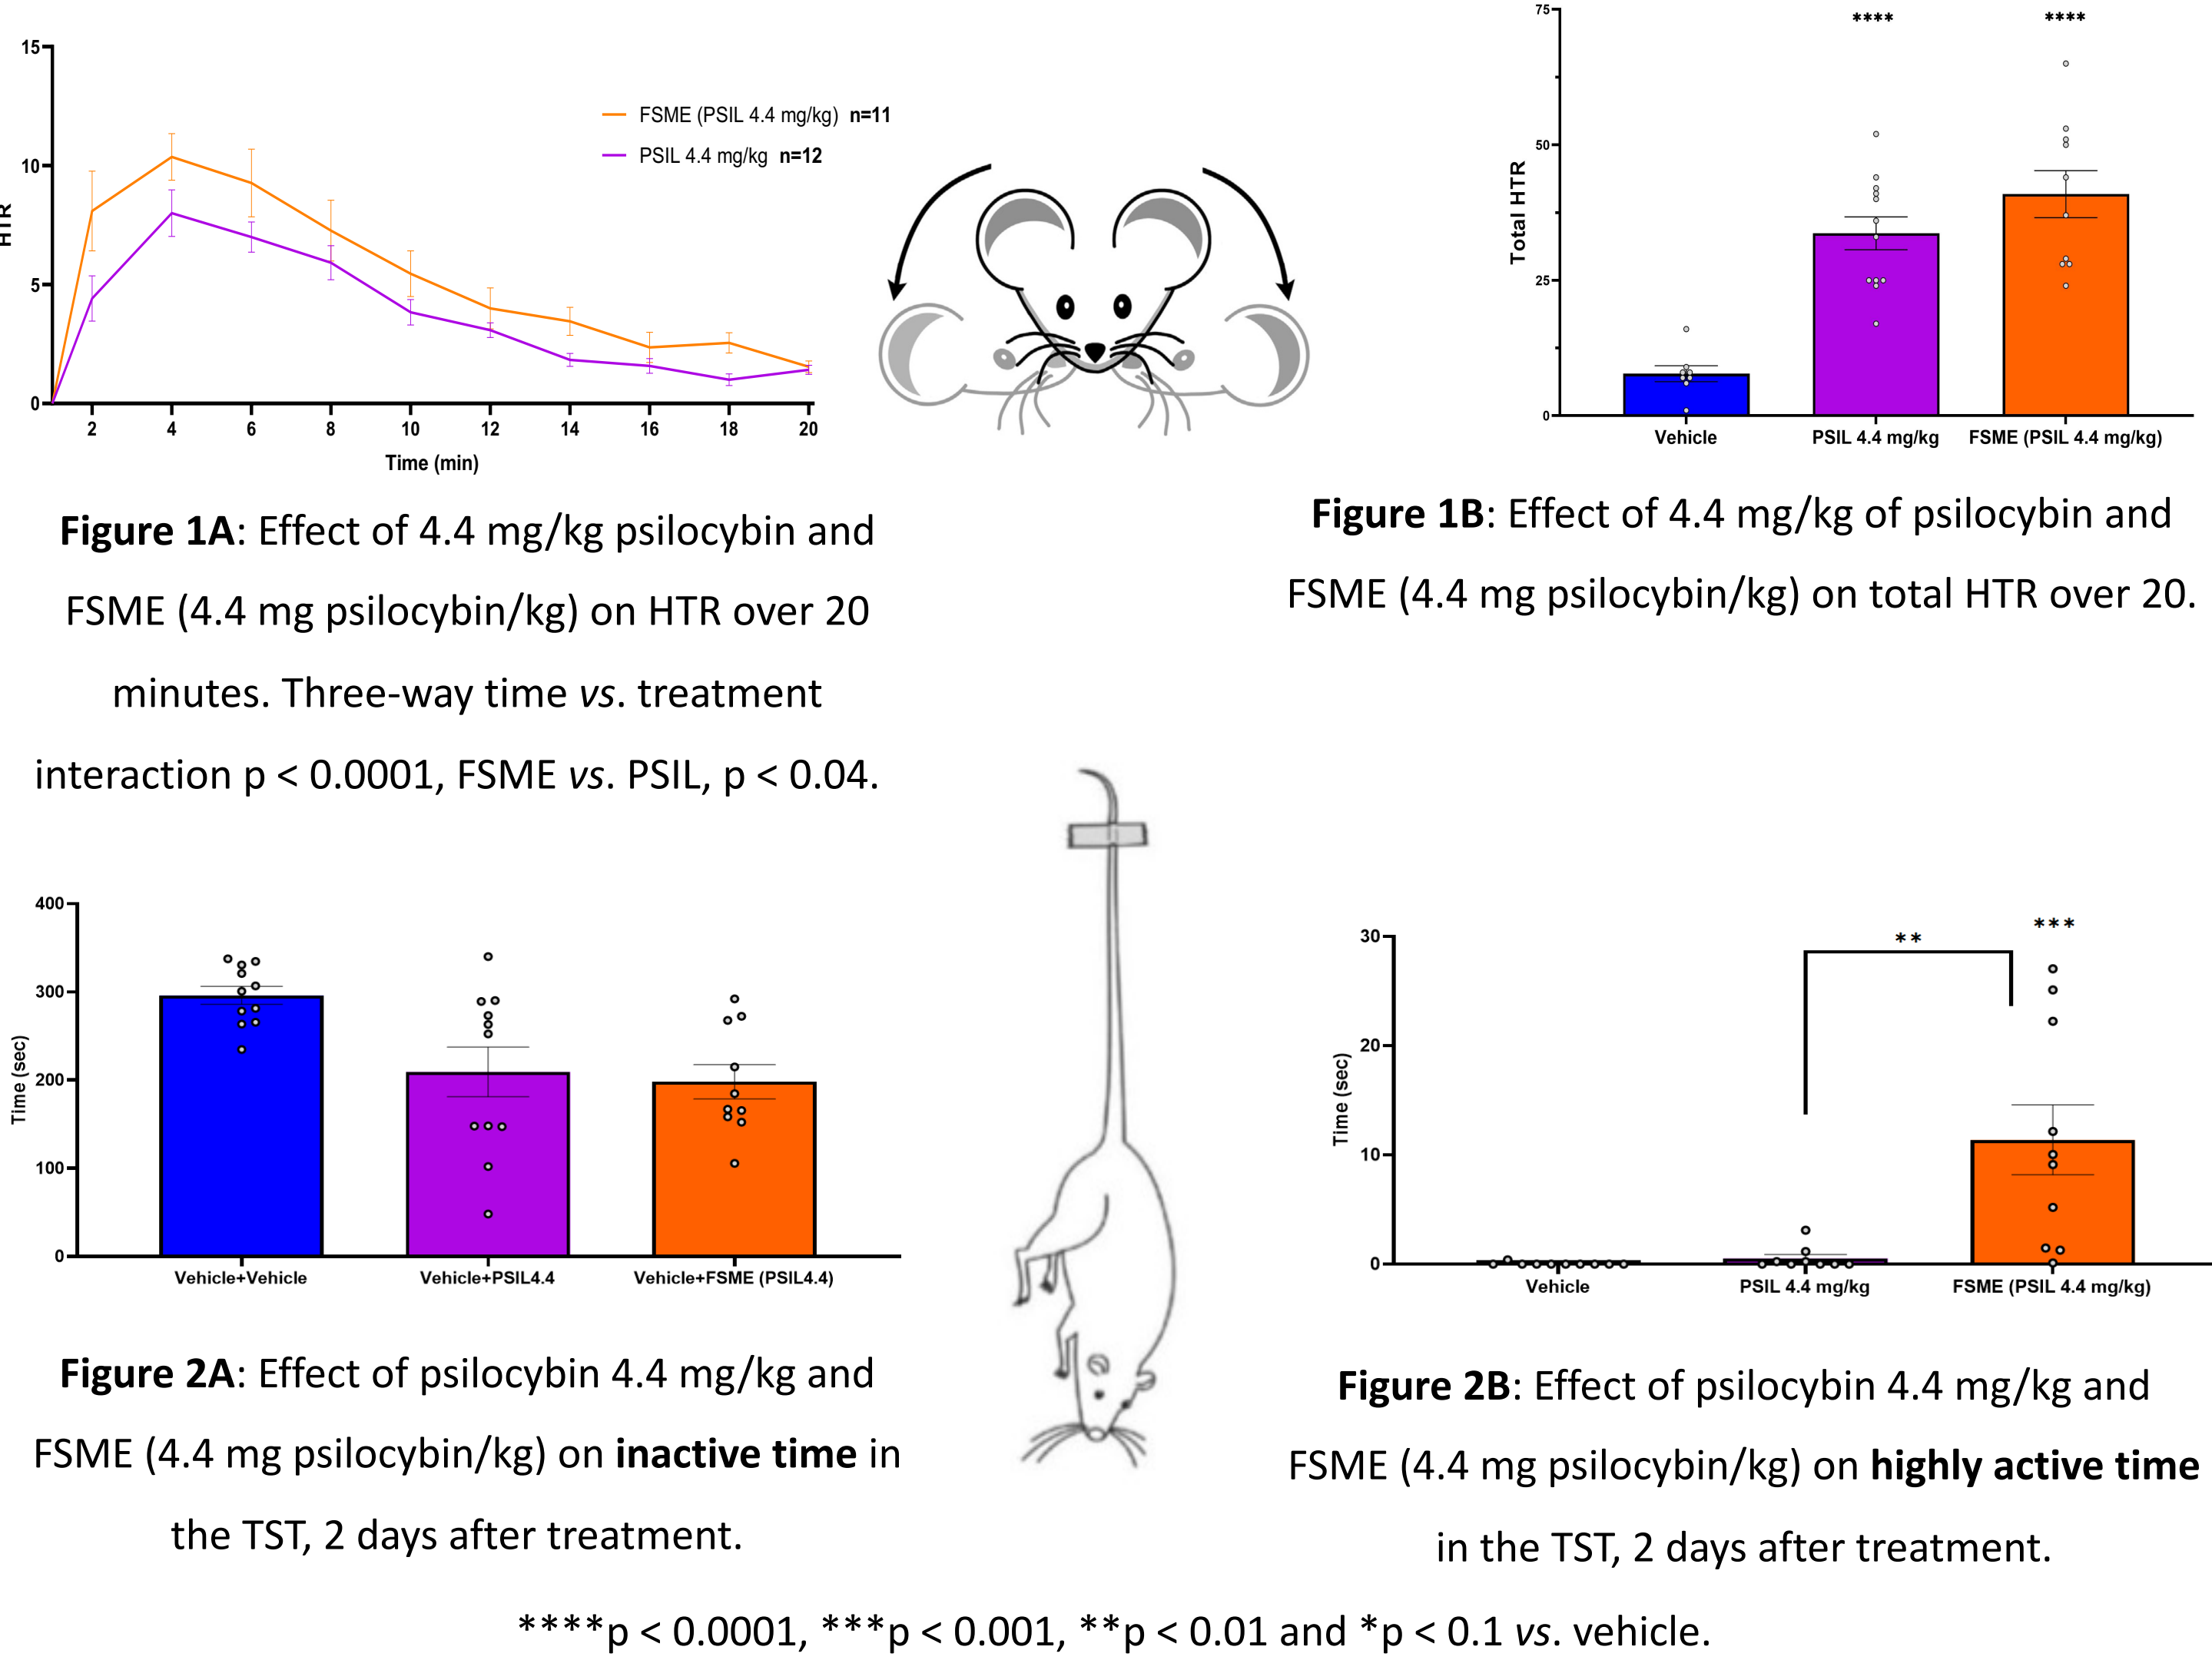 15
10
5
0
HTR
FSME (PSIL 4.4 mg/kg) n=11
PSIL 4.4 mg/kg n=12
2 4 6 8 10 12 14 16 18 20
Time (min)
Figure 1A: Effect of 4.4 mg/kg psilocybin and
FSME (4.4 mg psilocybin/kg) on HTR over 20
minutes. Three-way time vs. treatment
interaction p < 0.0001, FSME vs. PSIL, p < 0.04.
75
50
25
0
Total HTR
**** ****
Vehicle PSIL 4.4 mg/kg FSME (PSIL 4.4 mg/kg)
Figure 1B: Effect of 4.4 mg/kg of psilocybin and
FSME (4.4 mg psilocybin/kg) on total HTR over 20.
400
300
200
100
0
Time (sec)
Vehicle+Vehicle Vehicle+PSIL4.4 Vehicle+FSME (PSIL4.4)
Figure 2A: Effect of psilocybin 4.4 mg/kg and
FSME (4.4 mg psilocybin/kg) on inactive time in
the TST, 2 days after treatment.
30
20
10
0
Time (sec)
**
***
Vehicle PSIL 4.4 mg/kg FSME (PSIL 4.4 mg/kg)
Figure 2B: Effect of psilocybin 4.4 mg/kg and
FSME (4.4 mg psilocybin/kg) on highly active time
in the TST, 2 days after treatment.
****p < 0.0001, ***p < 0.001, **p < 0.01 and *p < 0.1 vs. vehicle.